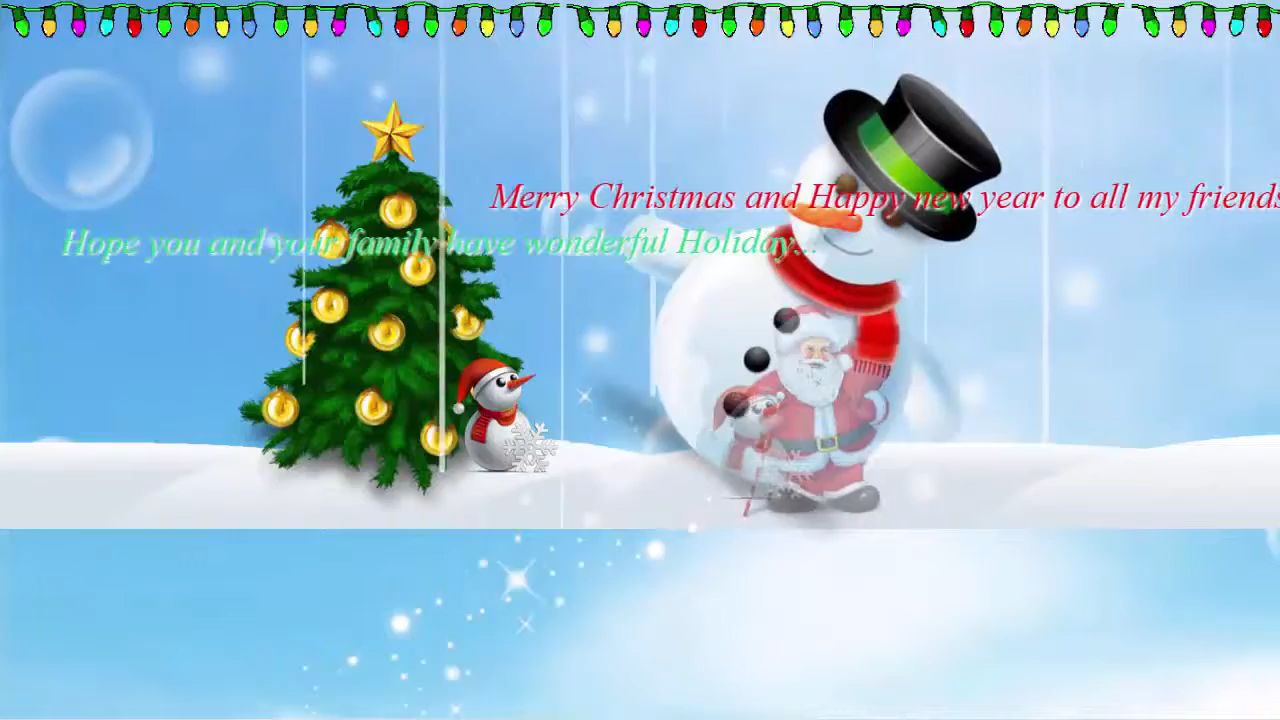 Merry Christmas and Happy new year to all my friends
Hope you and your family have wonderful Holiday...